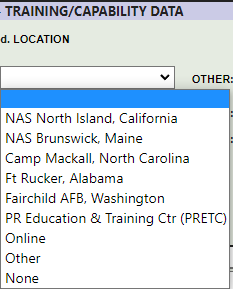 TRAINING/CAPABILITY DATA
d. LOCATION
OTHER:
NAS North Island, California
NAS Brunswick, Maine
Camp Mackall, North Carolina
Ft Rucker, Alabama
Fairchild AFB, Washington
PR Education & Training Ctr (PRETC)
Online
Other
None